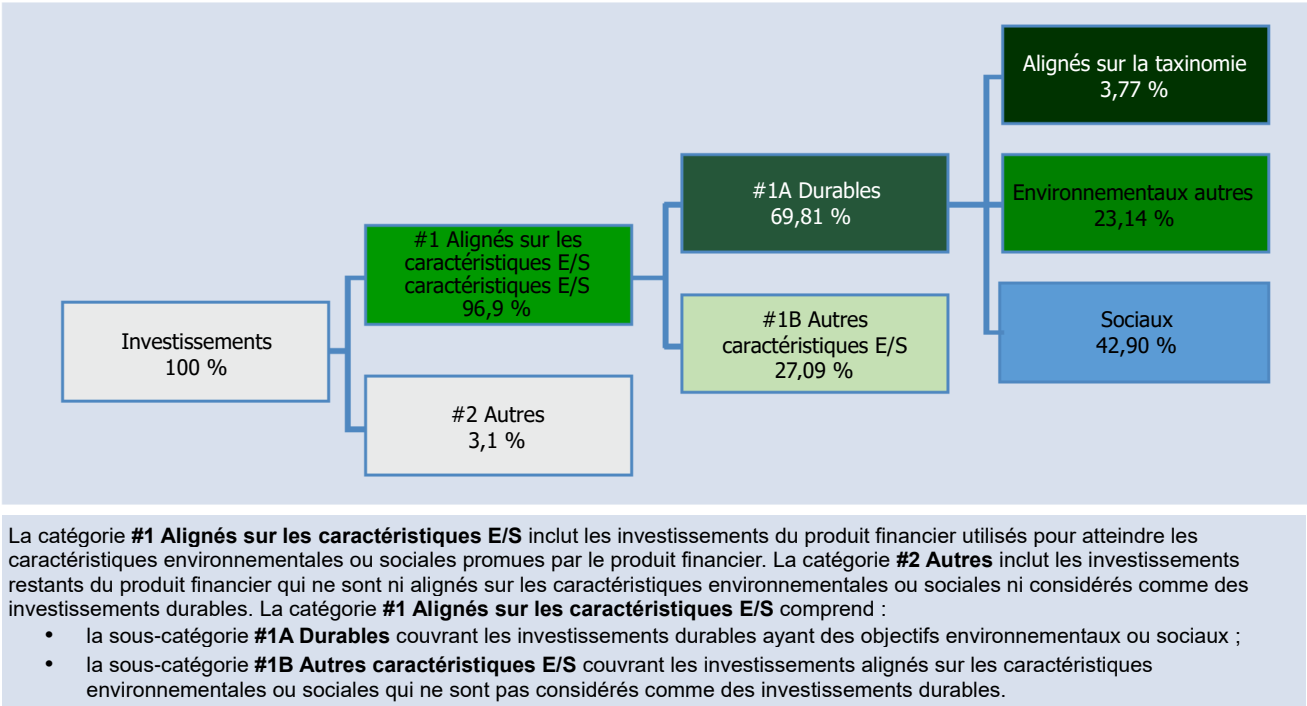 Alignés sur la taxinomie
3,77 %
#1A Durables
69,81 %
Environnementaux autres
23,14 %
#1 Alignés sur les
caractéristiques E/S
caractéristiques E/S
96,9 %
Investissements
100 %
#1B Autres
caractéristiques E/S
27,09 %
Sociaux
42,90 %
#2 Autres
3,1 %
La catégorie #1 Alignés sur les caractéristiques E/S inclut les investissements du produit financier utilisés pour atteindre les
caractéristiques environnementales ou sociales promues par le produit financier. La catégorie #2 Autres inclut les investissements
restants du produit financier qui ne sont ni alignés sur les caractéristiques environnementales ou sociales ni considérés comme des
investissements durables. La catégorie #1 Alignés sur les caractéristiques E/S comprend :
• la sous-catégorie #1A Durables couvrant les investissements durables ayant des objectifs environnementaux ou sociaux ;
• la sous-catégorie #1B Autres caractéristiques E/S couvrant les investissements alignés sur les caractéristiques
environnementales ou sociales qui ne sont pas considérés comme des investissements durables.